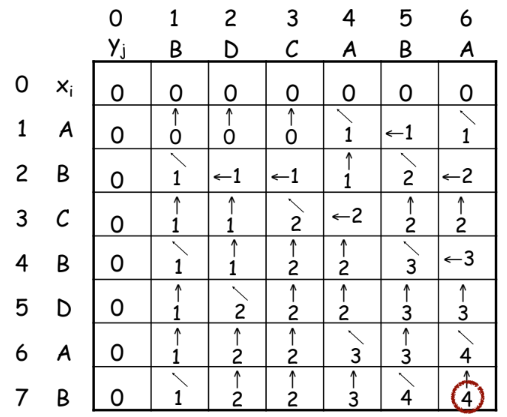 0 1 2 3 4 5 6
yj B D C A B A
0 xi 0 0 0 0 0 0 0
1 A 0 ↑0 ↑0 ↑0 ↖1 ←1 ↖1
2 B 0 ↖1 ←1 ←1 ↑1 ↖2 ←2
3 C 0 ↑1 ↑1 ↖2 ←2 ↑2 ↑2
4 B 0 ↖1 ↑1 ↑2 ↑2 ↖3 ←3
5 D 0 ↑1 ↖2 ↑2 ↑2 ↑3 ↑3
6 A 0 ↑1 ↑2 ↑2 ↖3 ↑3 ↖4
7 B 0 ↖1 ↑2 ↑2 ↑3 ↖4 ↑4